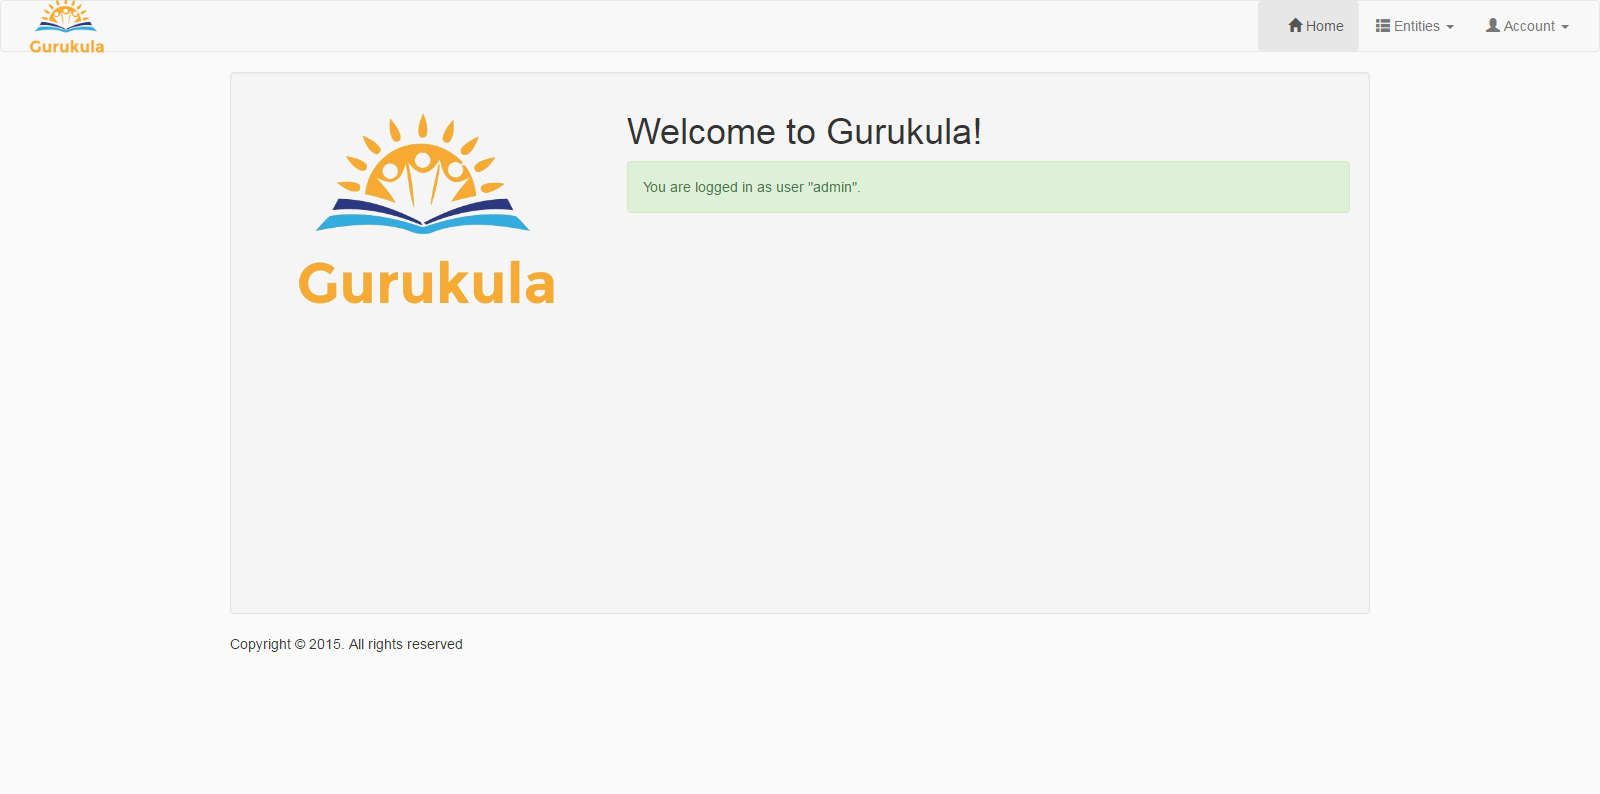 Gurukula
Home Entities Account
Gurukula
Welcome to Gurukula!
You are logged in as user "admin".
Copyright © 2015. All rights reserved